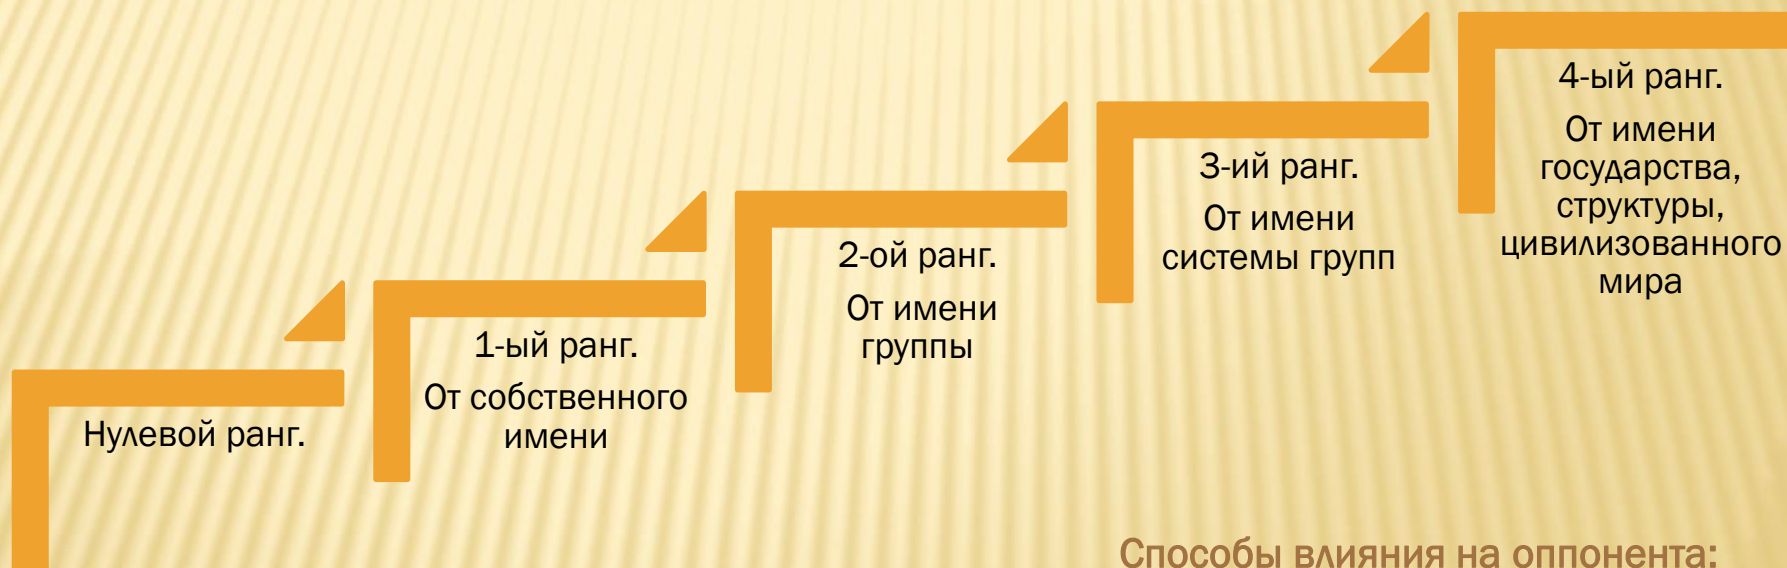 Нулевой ранг.
1-ый ранг.
От собственного
имени
2-ой ранг.
От имени
группы
3-ий ранг.
От имени
системы групп
4-ый ранг.
От имени
государства,
структуры,
цивилизованного
мира
Способы влияния на оппонента: